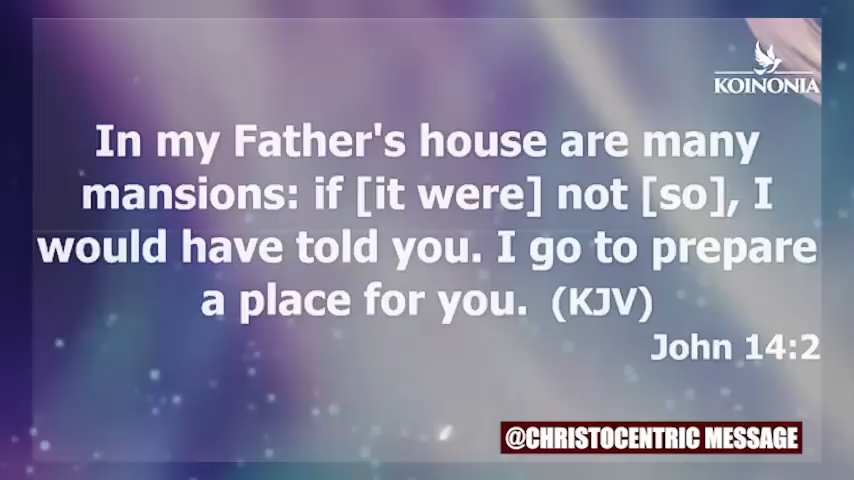 KOINONIA
In my Father's house are many
mansions: if [it were] not [so], I
would have told you. I go to prepare
a place for you. (KJV)
John 14:2
@CHRISTOCENTRIC MESSAGE